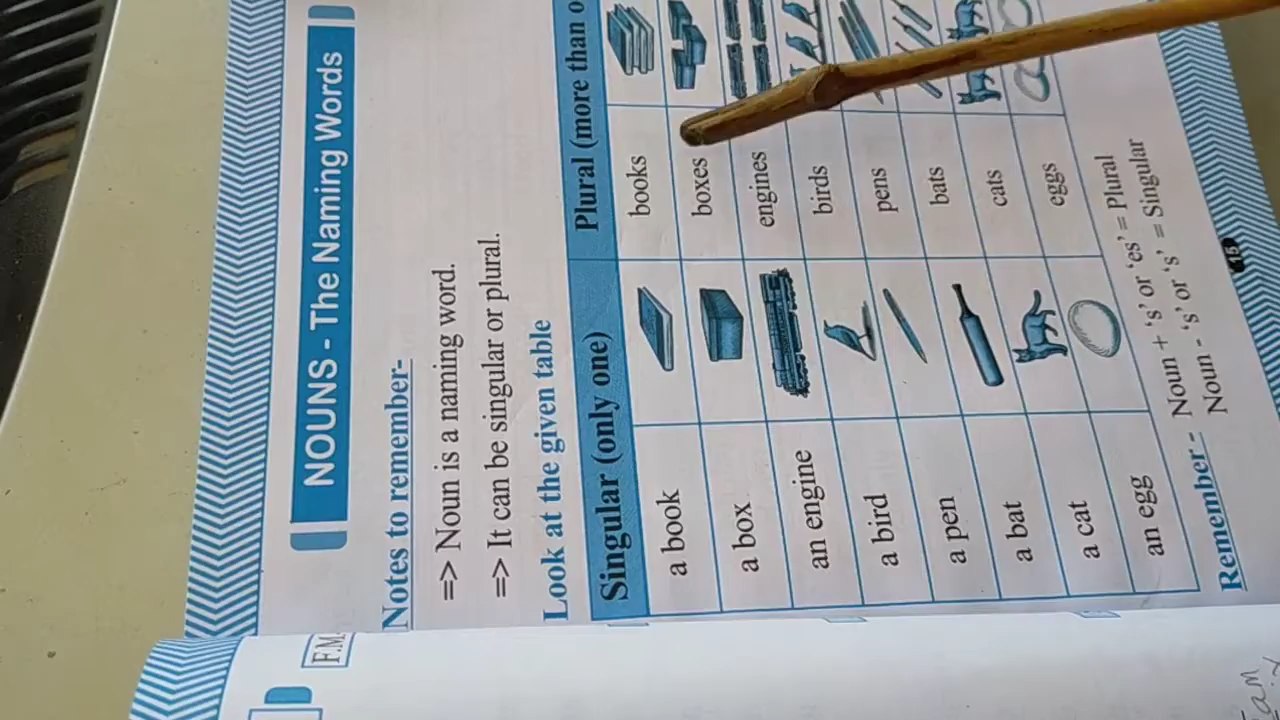 NOUNS - The Naming Words
Notes to remember-
=> Noun is a naming word.
=> It can be singular or plural.
Look at the given table
Singular (only one) Plural (more than o
a book books
a box boxes
an engine engines
a bird birds
a pen pens
a bat bats
a cat cats
an egg eggs
Remember - Noun + 's' or 'es' = Plural
Noun - 's' or 's' = Singular
15
F.M.